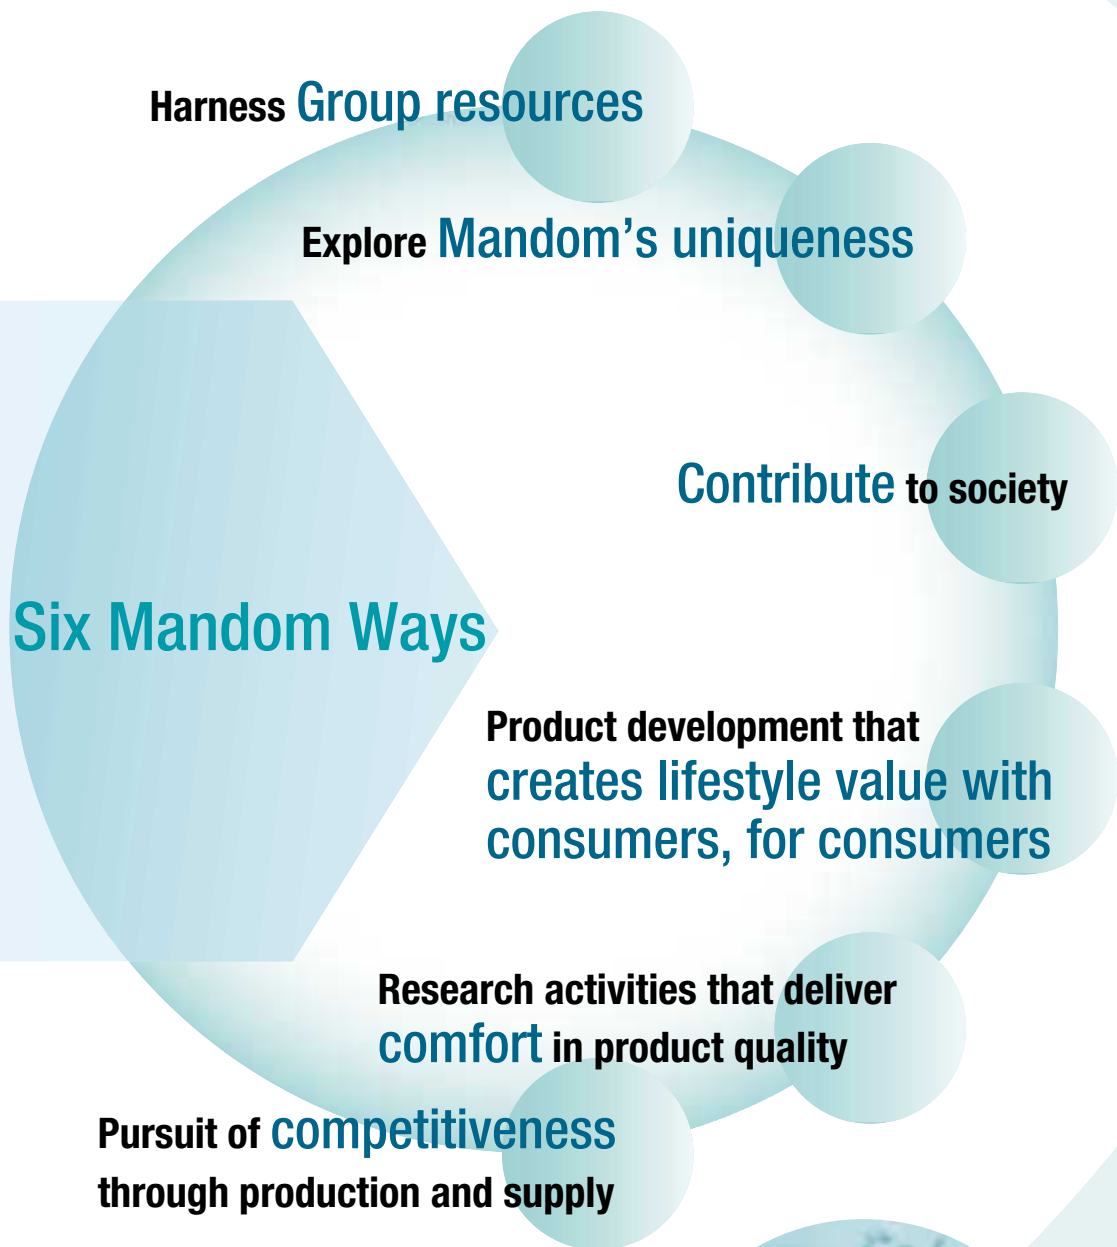 Harness Group resources
Explore Mandom’s uniqueness
Contribute to society
Six Mandom Ways
Product development that
creates lifestyle value with
consumers, for consumers
Research activities that deliver
comfort in product quality
Pursuit of competitiveness
through production and supply